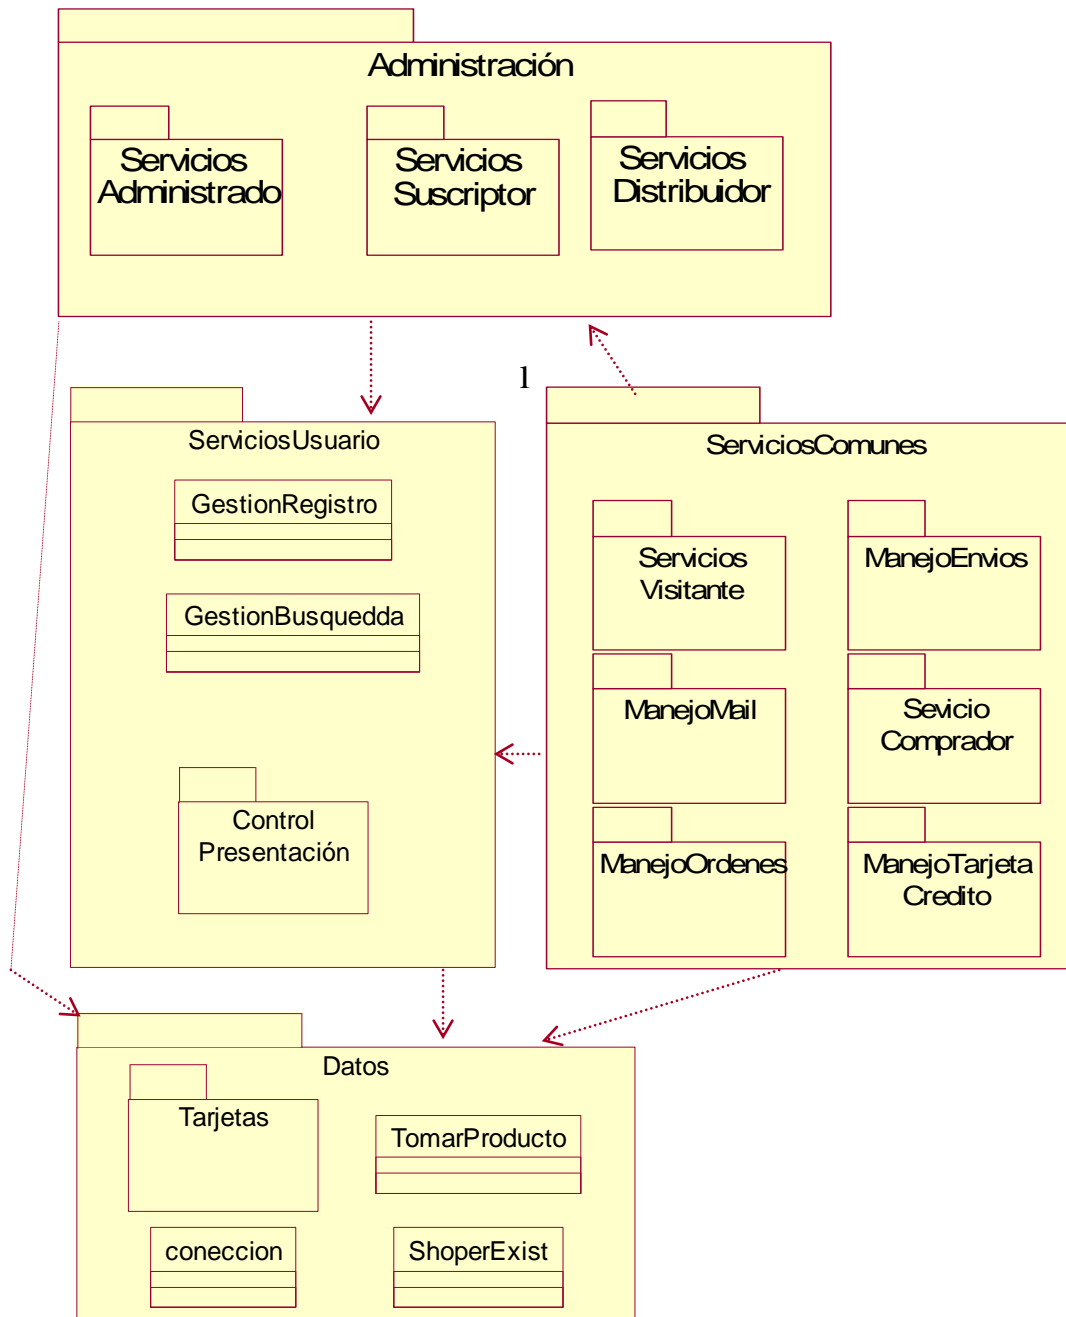 Administración
Servicios
Administrado
Servicios
Suscriptor
Servicios
Distribuidor
l
ServiciosUsuario
GestionRegistro
GestionBusquedda
Control
Presentación
ServiciosComunes
Servicios
Visitante
ManejoEnvios
ManejoMail
Sevicio
Comprador
ManejoOrdenes
ManejoTarjeta
Credito
Datos
Tarjetas
TomarProducto
coneccion
ShoperExist